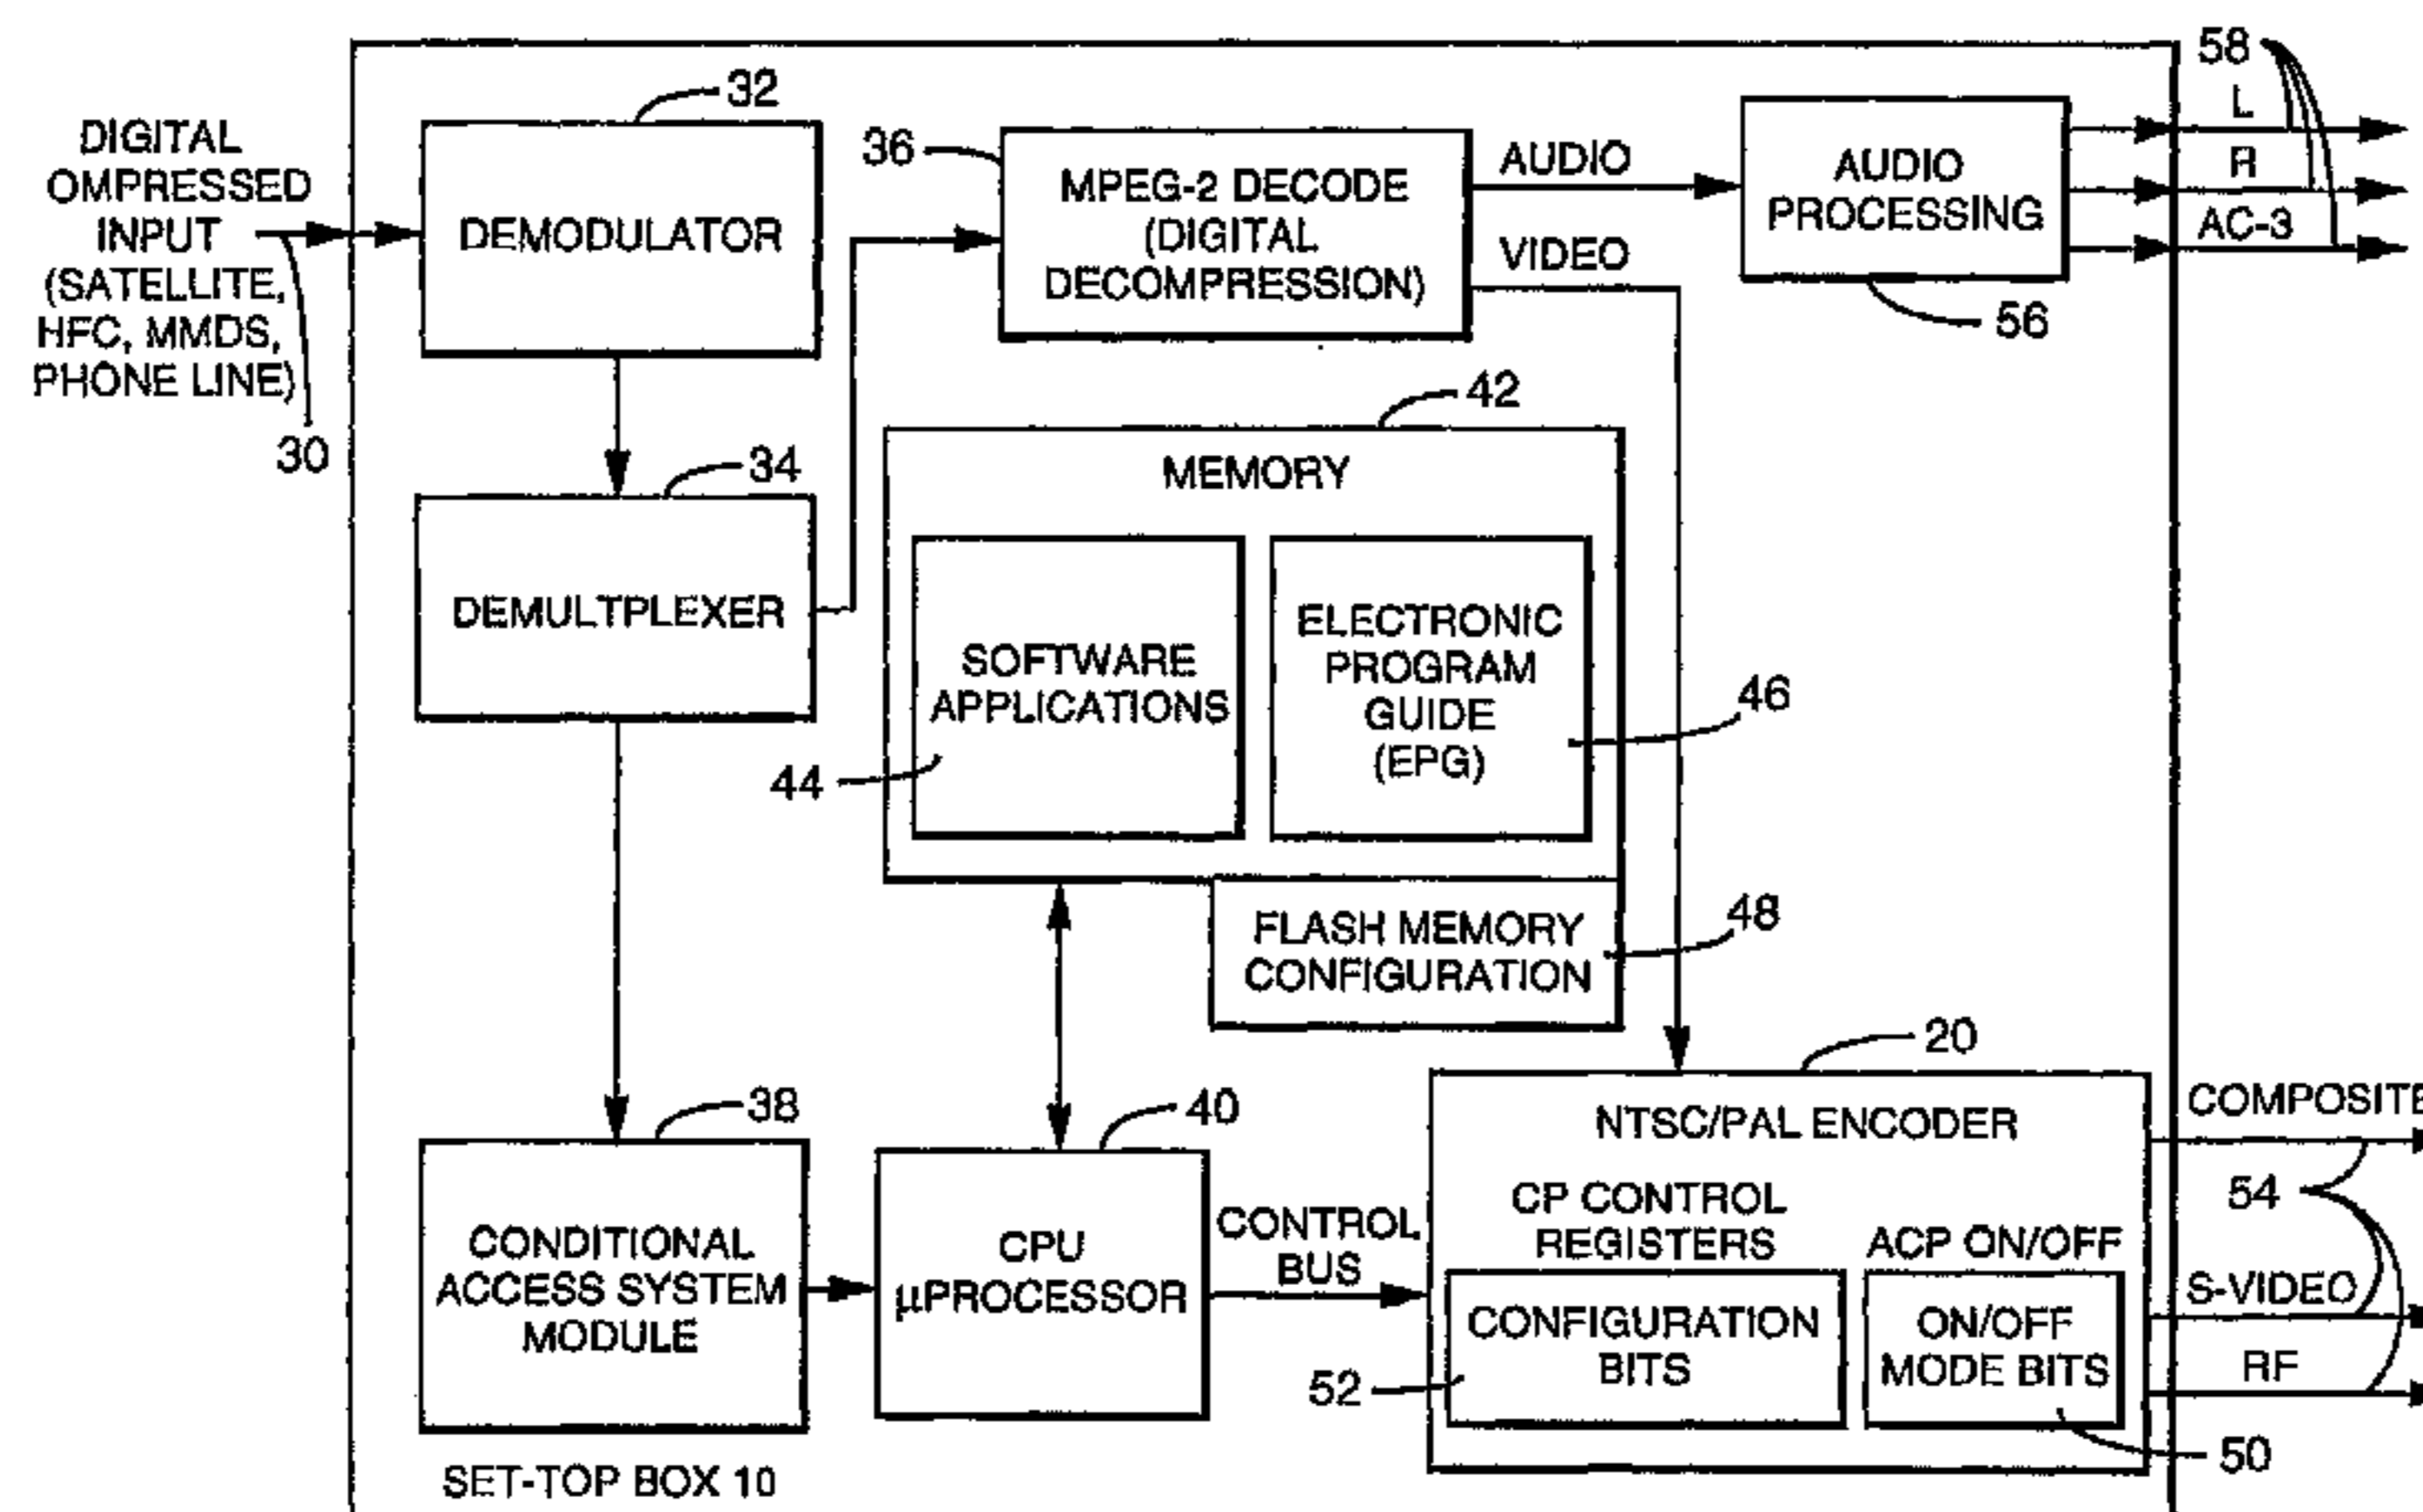 58
32
L
DIGITAL
OMPRESSED
INPUT
(SATELLITE,
HFC, MMDS,
PHONE LINE)
30
DEMODULATOR
36
MPEG-2 DECODE
(DIGITAL
DECOMPRESSION)
AUDIO
VIDEO
AUDIO
PROCESSING
R
AC-3
56
42
34
MEMORY
DEMULTPLEXER
SOFTWARE
APPLICATIONS
44
ELECTRONIC
PROGRAM
GUIDE
(EPG)
46
FLASH MEMORY
CONFIGURATION
48
20
38
40
CONDITIONAL
ACCESS SYSTEM
MODULE
CPU
µPROCESSOR
CONTROL
BUS
NTSC/PAL ENCODER
CP CONTROL
REGISTERS
ACP ON/OFF
CONFIGURATION
BITS
ON/OFF
MODE BITS
52
50
COMPOSITE
54
S-VIDEO
RF
SET-TOP BOX 10